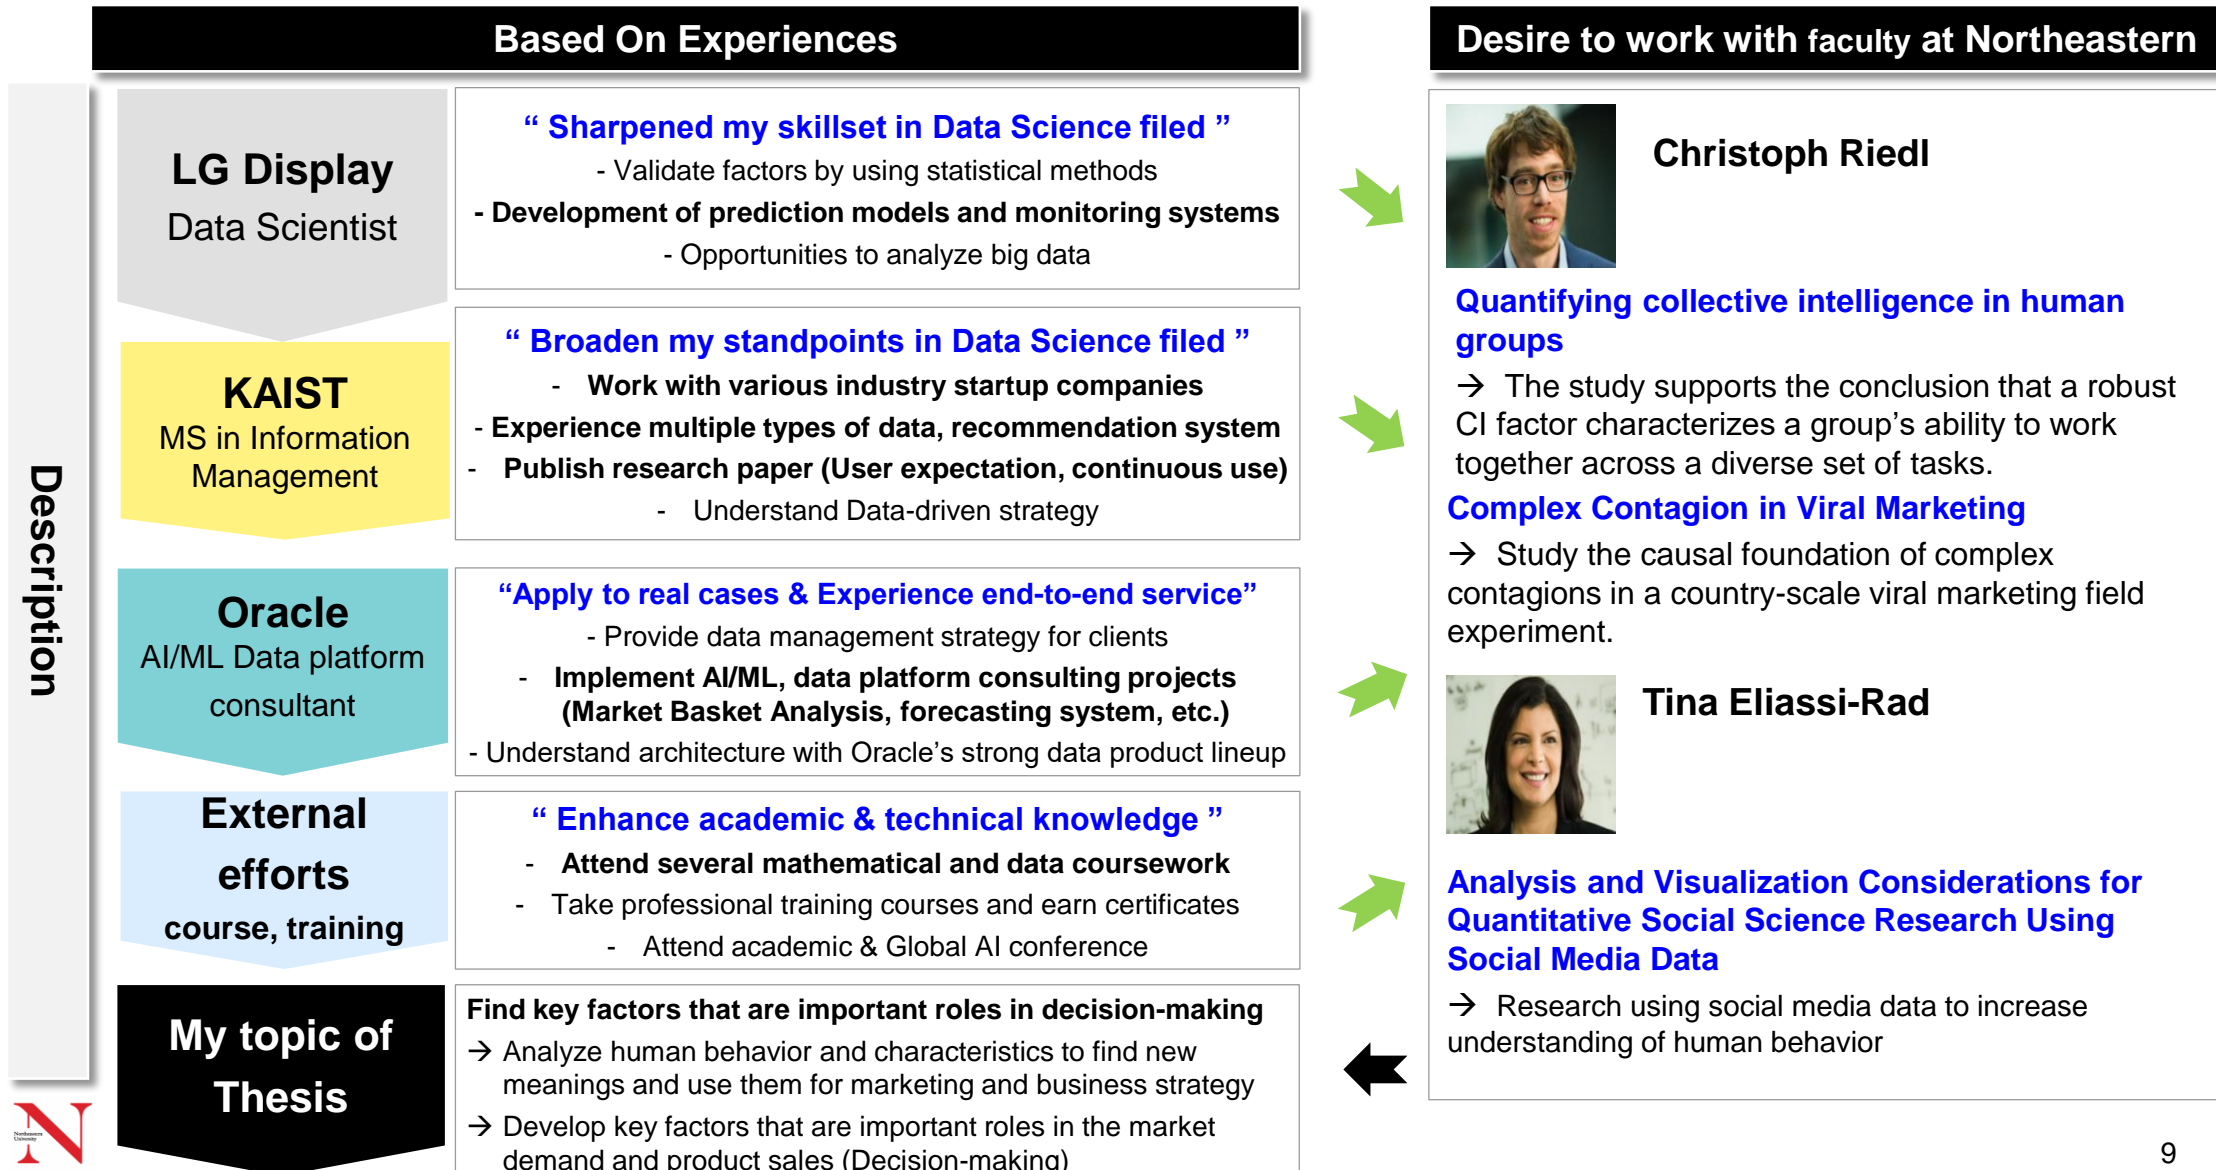 Based On Experiences
Desire to work with faculty at Northeastern
Description
LG Display
Data Scientist
“ Sharpened my skillset in Data Science filed ”
- Validate factors by using statistical methods
- Development of prediction models and monitoring systems
- Opportunities to analyze big data
KAIST
MS in Information
Management
“ Broaden my standpoints in Data Science filed ”
- Work with various industry startup companies
- Experience multiple types of data, recommendation system
- Publish research paper (User expectation, continuous use)
- Understand Data-driven strategy
Oracle
AI/ML Data platform
consultant
“Apply to real cases & Experience end-to-end service”
- Provide data management strategy for clients
- Implement AI/ML, data platform consulting projects
(Market Basket Analysis, forecasting system, etc.)
- Understand architecture with Oracle’s strong data product lineup
External
efforts
course, training
“ Enhance academic & technical knowledge ”
- Attend several mathematical and data coursework
- Take professional training courses and earn certificates
- Attend academic & Global AI conference
My topic of
Thesis
Find key factors that are important roles in decision-making
→ Analyze human behavior and characteristics to find new
meanings and use them for marketing and business strategy
→ Develop key factors that are important roles in the market
demand and product sales (Decision-making)
Christoph Riedl
Quantifying collective intelligence in human
groups
→ The study supports the conclusion that a robust
CI factor characterizes a group’s ability to work
together across a diverse set of tasks.
Complex Contagion in Viral Marketing
→ Study the causal foundation of complex
contagions in a country-scale viral marketing field
experiment.
Tina Eliassi-Rad
Analysis and Visualization Considerations for
Quantitative Social Science Research Using
Social Media Data
→ Research using social media data to increase
understanding of human behavior
N
Northeastern
University
9